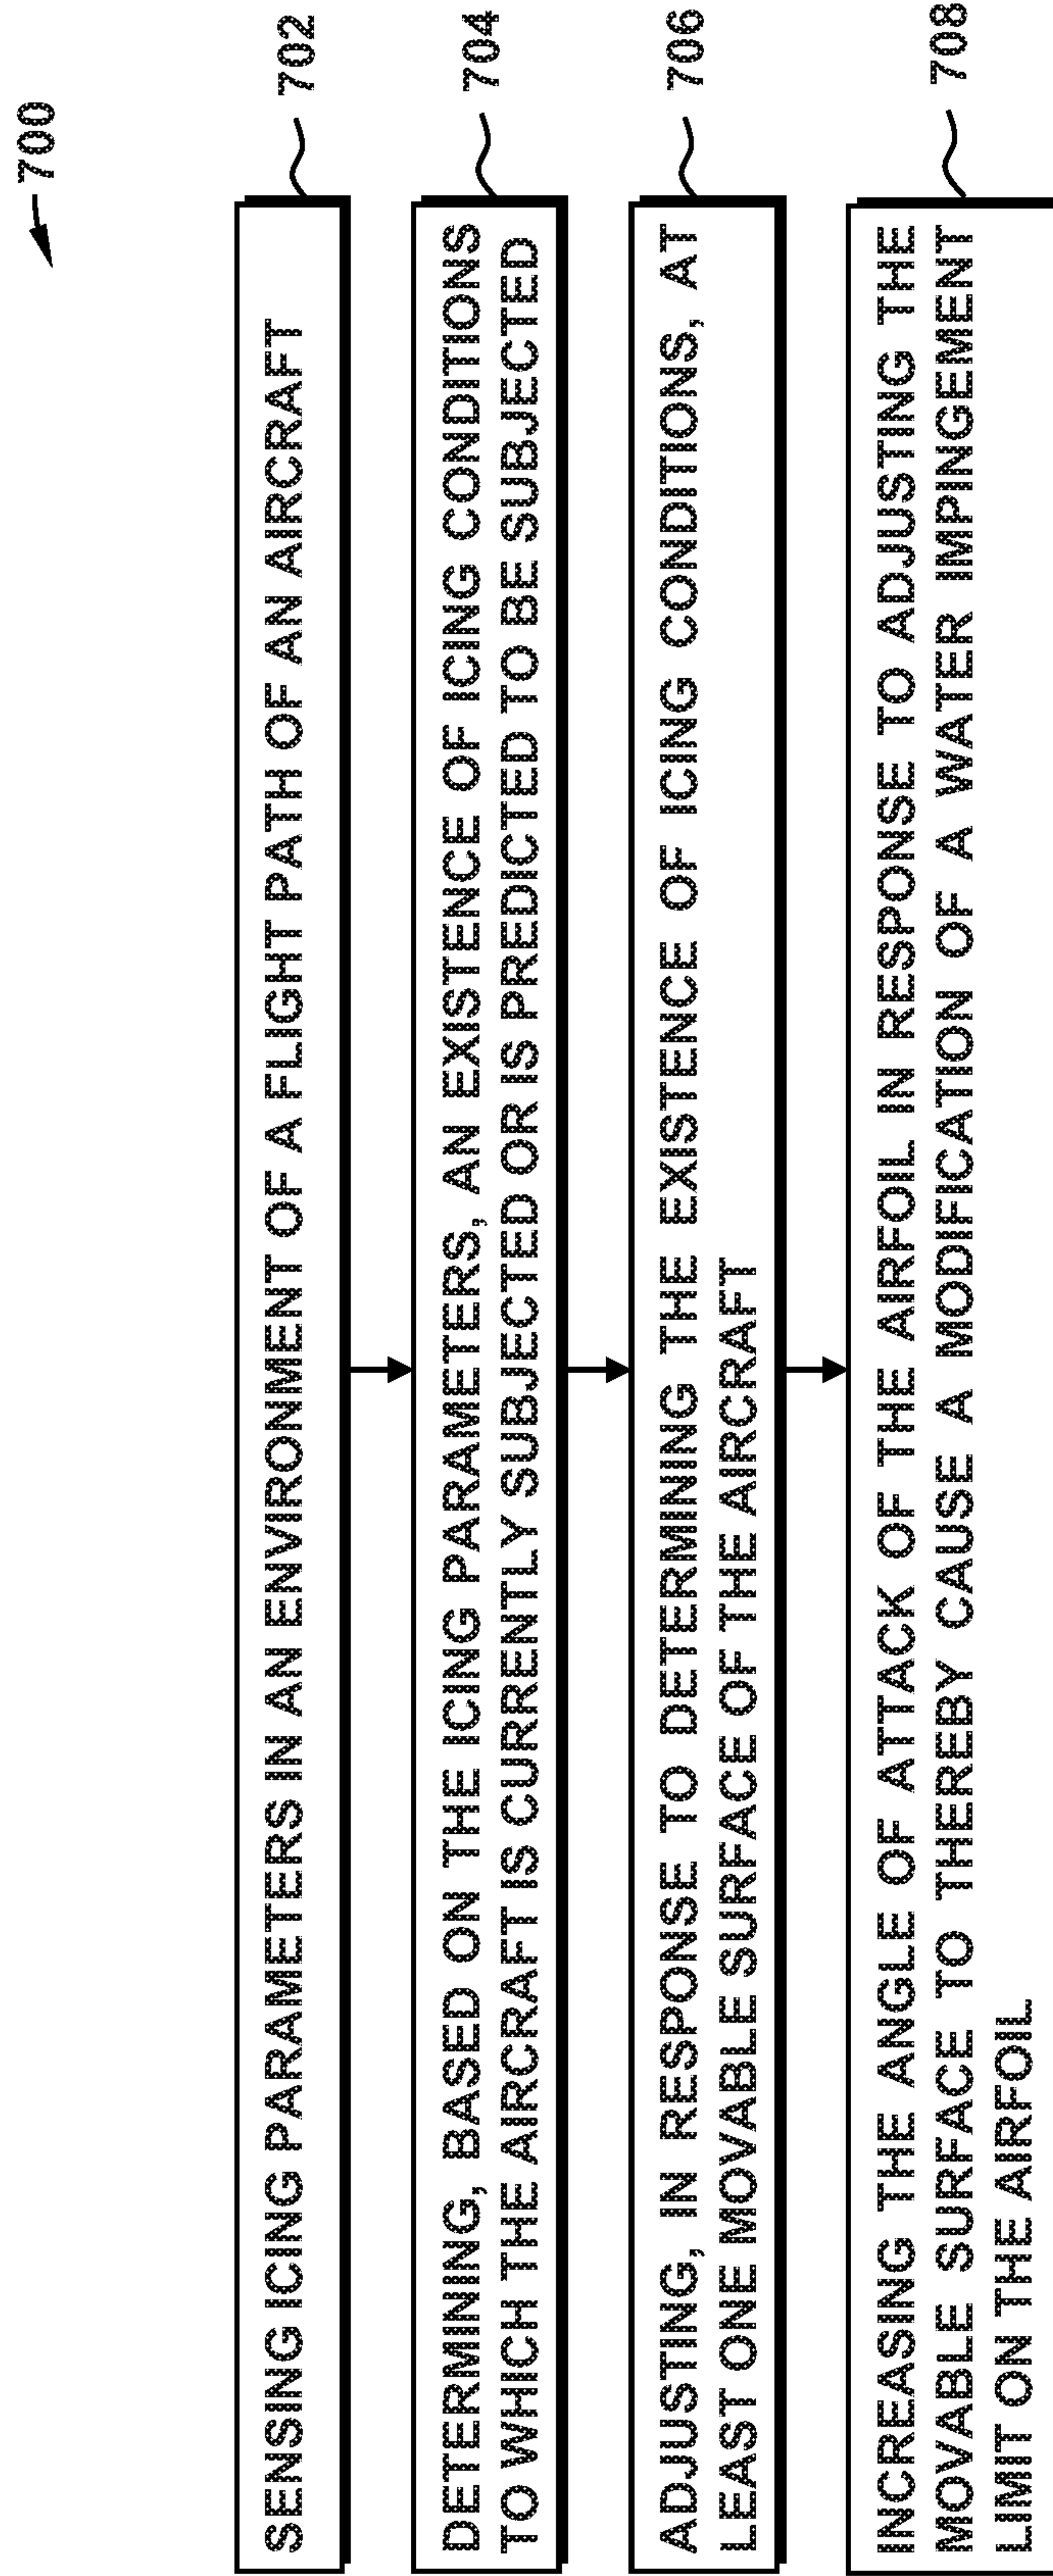 700
SENSING ICING PARAMETERS IN AN ENVIRONMENT OF A FLIGHT PATH OF AN AIRCRAFT
702
DETERMINING, BASED ON THE ICING PARAMETERS, AN EXISTENCE OF ICING CONDITIONS
TO WHICH THE AIRCRAFT IS CURRENTLY SUBJECTED OR IS PREDICTED TO BE SUBJECTED
704
ADJUSTING, IN RESPONSE TO DETERMINING THE EXISTENCE OF ICING CONDITIONS, AT
LEAST ONE MOVABLE SURFACE OF THE AIRCRAFT
706
INCREASING THE ANGLE OF ATTACK OF THE AIRFOIL IN RESPONSE TO ADJUSTING THE
MOVABLE SURFACE TO THEREBY CAUSE A MODIFICATION OF A WATER IMPINGEMENT
LIMIT ON THE AIRFOIL
708